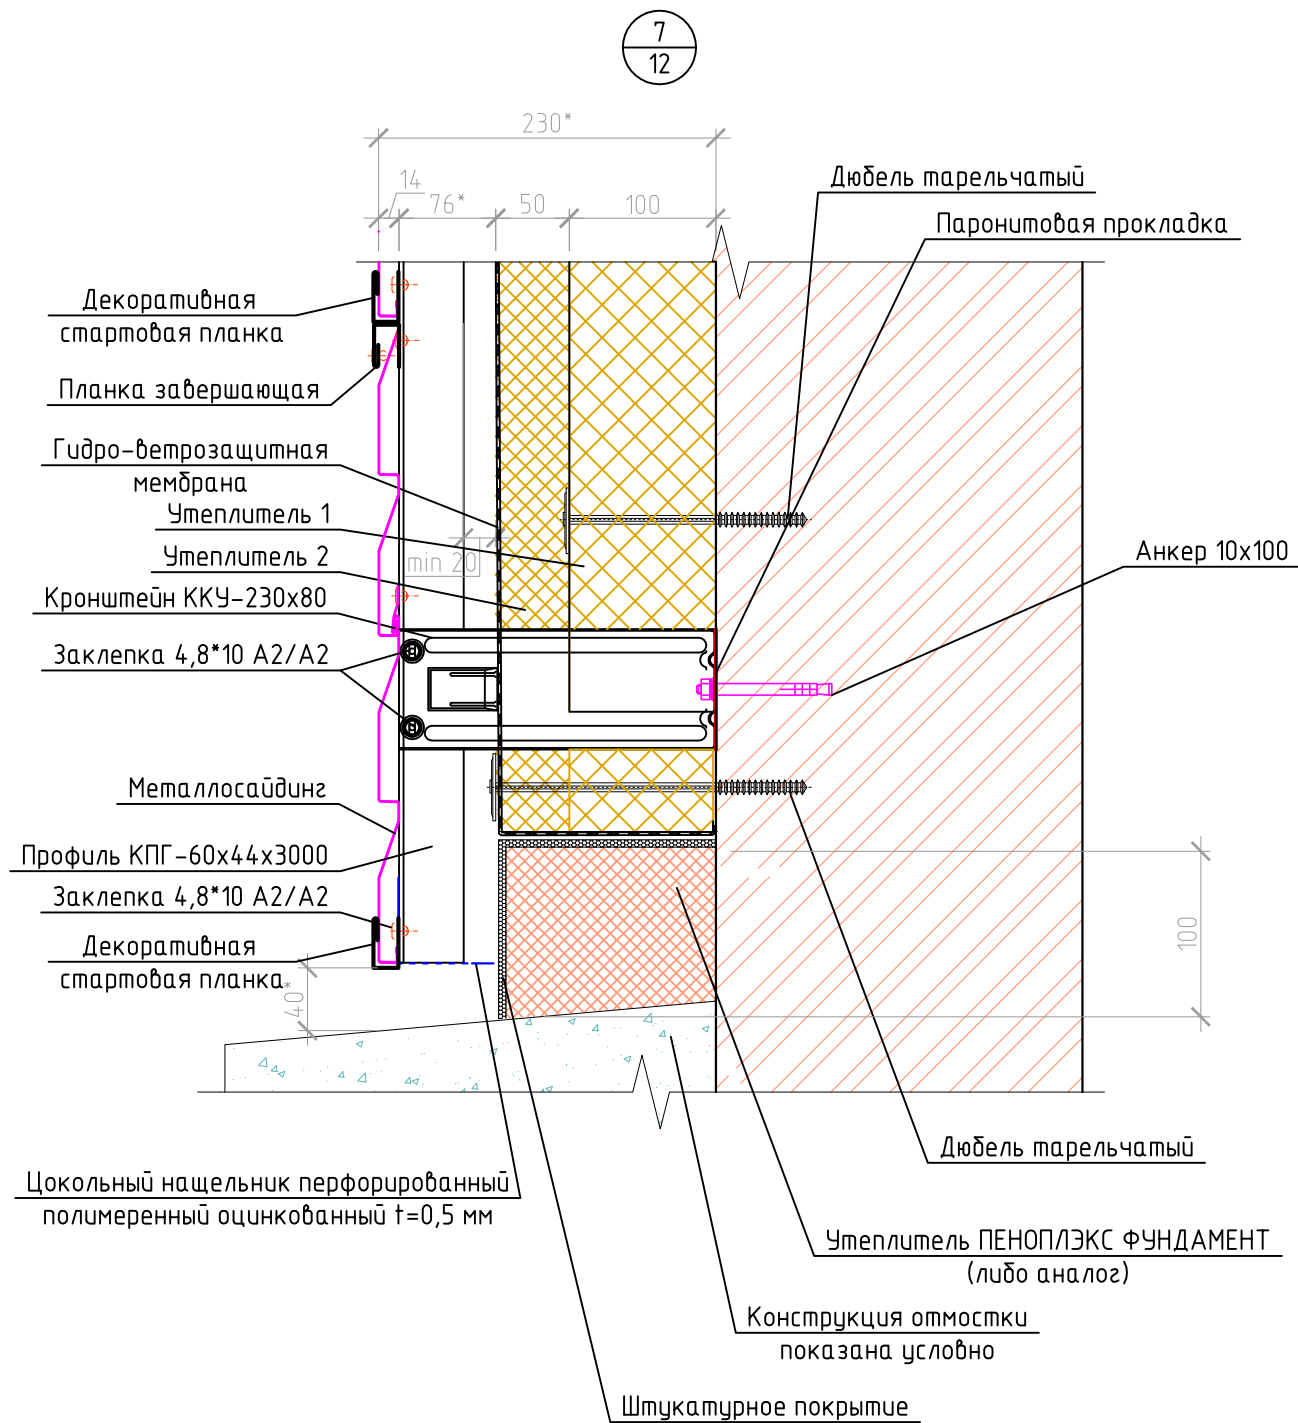 7
12
230*
14
76*
50
100
Дюбель тарельчатый
Паронитовая прокладка
Декоративная
стартовая планка
Планка завершающая
Гидро-ветрозащитная
мембрана
Утеплитель 1
min 20
Утеплитель 2
Анкер 10х100
Кронштейн ККУ-230х80
Заклепка 4,8*10 А2/А2
Металлосайдинг
Профиль КПГ-60х44х3000
Заклепка 4,8*10 А2/А2
Декоративная
стартовая планка
40*
100
Дюбель тарельчатый
Цокольный нащельник перфорированный
полимеренный оцинкованный t=0,5 мм
Утеплитель ПЕНОПЛЭКС ФУНДАМЕНТ
(либо аналог)
Конструкция отмостки
показана условно
Штукатурное покрытие